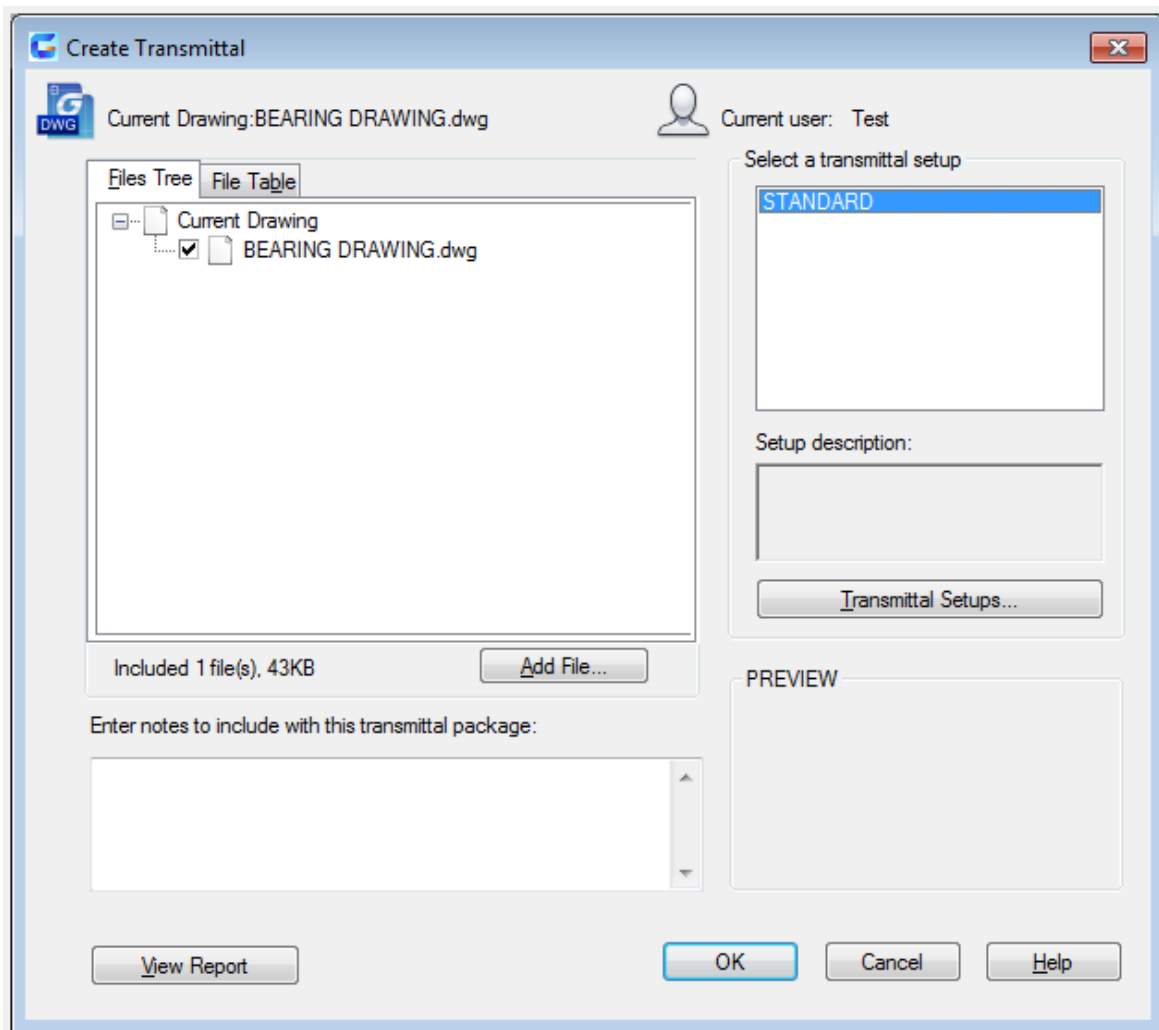 Create Transmittal
DWG
Current Drawing:BEARING DRAWING.dwg
Current user: Test
Files Tree
File Table
Current Drawing
BEARING DRAWING.dwg
Included 1 file(s), 43KB
Add File...
Enter notes to include with this transmittal package:
View Report
Select a transmittal setup
STANDARD
Setup description:
Transmittal Setups...
PREVIEW
OK
Cancel
Help